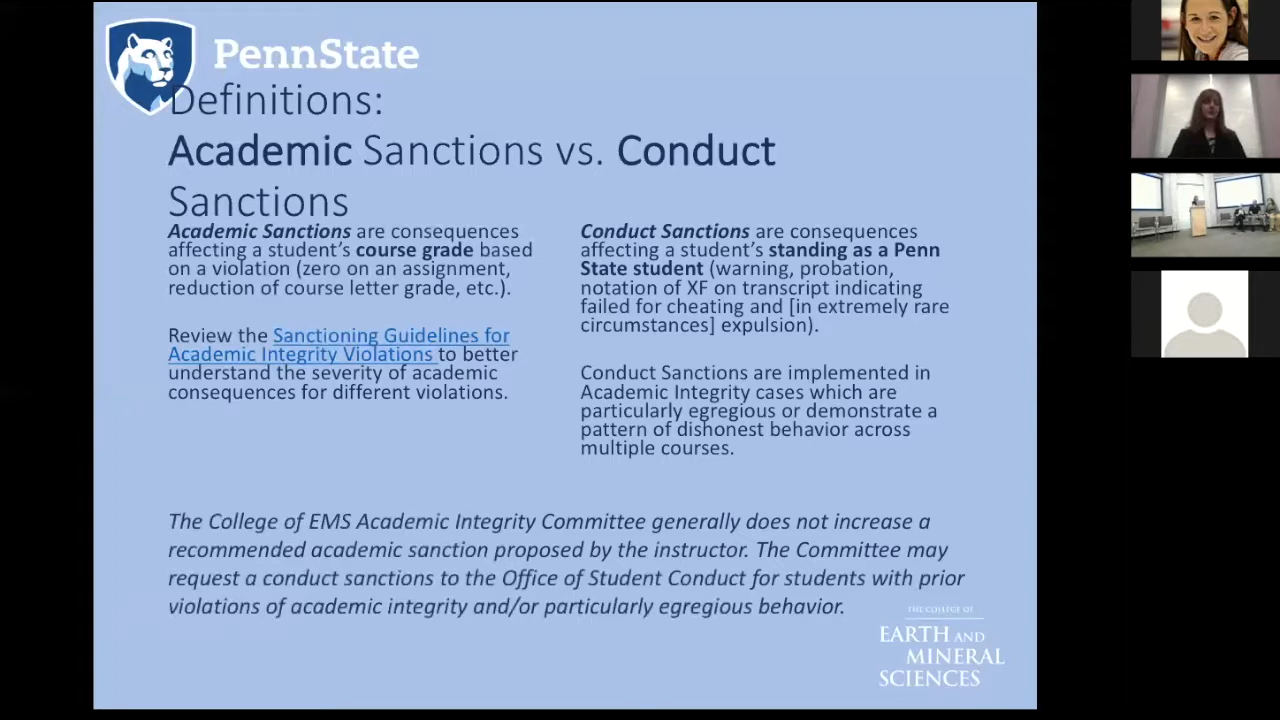 PennState
Definitions:
Academic Sanctions vs. Conduct
Sanctions
Academic Sanctions are consequences
affecting a student's course grade based
on a violation (zero on an assignment,
reduction of course letter grade, etc.).
Review the Sanctioning Guidelines for
Academic Integrity Violations to better
understand the severity of academic
consequences for different violations.
Conduct Sanctions are consequences
affecting a student's standing as a Penn
State student (warning, probation,
notation of XF on transcript indicating
failed for cheating and [in extremely rare
circumstances] expulsion).
Conduct Sanctions are implemented in
Academic Integrity cases which are
particularly egregious or demonstrate a
pattern of dishonest behavior across
multiple courses.
The College of EMS Academic Integrity Committee generally does not increase a
recommended academic sanction proposed by the instructor. The Committee may
request a conduct sanctions to the Office of Student Conduct for students with prior
violations of academic integrity and/or particularly egregious behavior.
THE COLLEGE OF
EARTH AND
MINERAL
SCIENCES